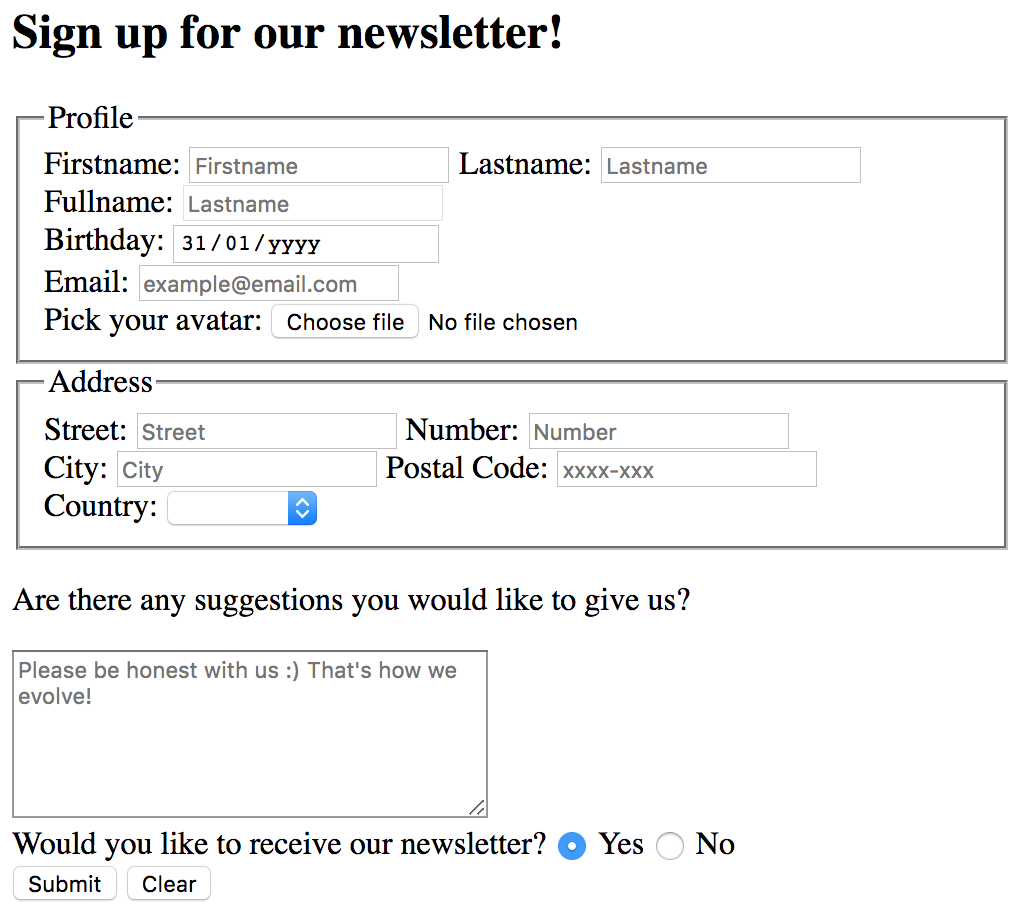 Sign up for our newsletter!
Profile
Firstname: Firstname Lastname: Lastname
Fullname: Lastname
Birthday: 31/01/yyyy
Email: example@email.com
Pick your avatar: Choose file No file chosen
Address
Street: Street Number: Number
City: City Postal Code: xxxx-xxx
Country:
Are there any suggestions you would like to give us?
Please be honest with us :) That's how we
evolve!
Would you like to receive our newsletter? Yes No
Submit Clear